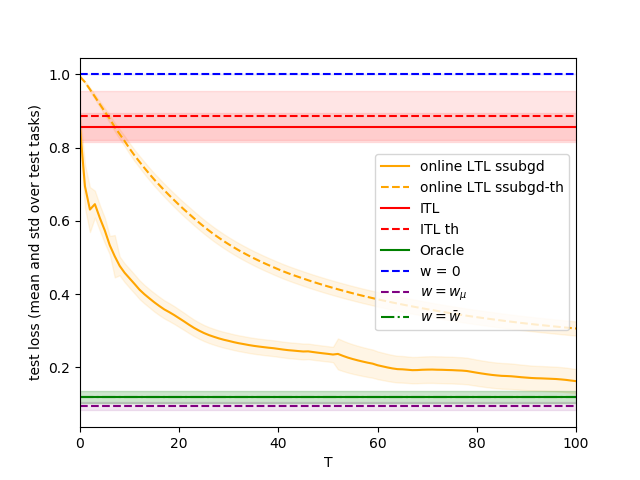 1.0
0.8
0.6
0.4
0.2
0
20
40
60
80
100
T
test loss (mean and std over test tasks)
online LTL ssubgd
online LTL ssubgd-th
ITL
ITL th
Oracle
w = 0
w = wμ
w = w̄